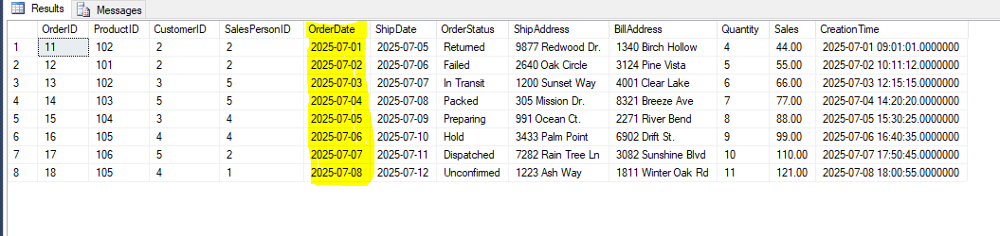 Results Messages
OrderID ProductID CustomerID SalesPersonID OrderDate ShipDate OrderStatus ShipAddress BillAddress Quantity Sales CreationTime
1 11 102 2 2 2025-07-01 2025-07-05 Returned 9877 Redwood Dr. 1340 Birch Hollow 4 44.00 2025-07-01 09:01:01.0000000
2 12 101 2 2 2025-07-02 2025-07-06 Failed 2640 Oak Circle 3124 Pine Vista 5 55.00 2025-07-02 10:11:12.0000000
3 13 102 3 5 2025-07-03 2025-07-07 In Transit 1200 Sunset Way 4001 Clear Lake 6 66.00 2025-07-03 12:15:15.0000000
4 14 103 5 5 2025-07-04 2025-07-08 Packed 305 Mission Dr. 8321 Breeze Ave 7 77.00 2025-07-04 14:20:20.0000000
5 15 104 3 4 2025-07-05 2025-07-09 Preparing 991 Ocean Ct. 2271 River Bend 8 88.00 2025-07-05 15:30:25.0000000
6 16 105 4 4 2025-07-06 2025-07-10 Hold 3433 Palm Point 6902 Drift St. 9 99.00 2025-07-06 16:40:35.0000000
7 17 106 5 2 2025-07-07 2025-07-11 Dispatched 7282 Rain Tree Ln 3082 Sunshine Blvd 10 110.00 2025-07-07 17:50:45.0000000
8 18 105 4 1 2025-07-08 2025-07-12 Unconfirmed 1223 Ash Way 1811 Winter Oak Rd 11 121.00 2025-07-08 18:00:55.0000000